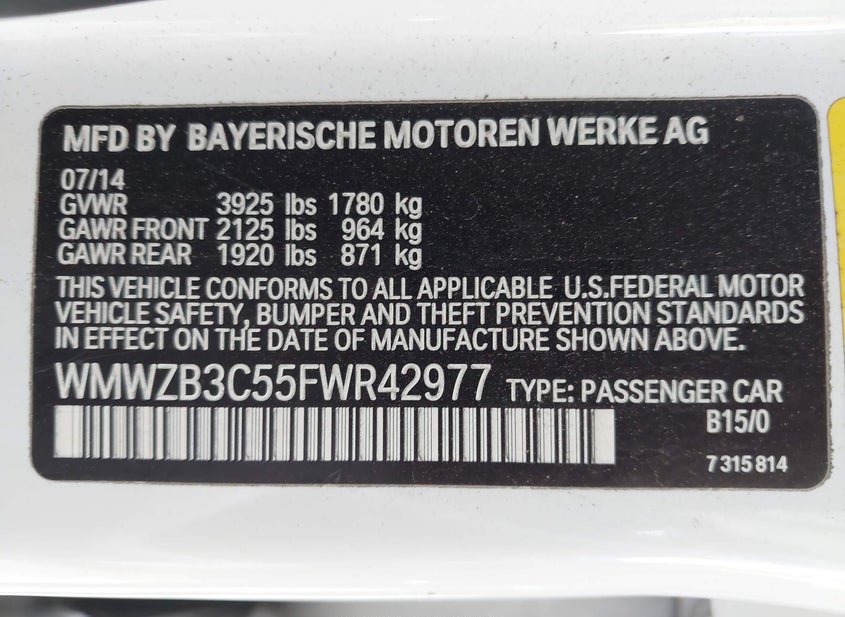 MFD BY BAYERISCHE MOTOREN WERKE AG
07/14
GVWR 3925 lbs 1780 kg
GAWR FRONT 2125 lbs 964 kg
GAWR REAR 1920 lbs 871 kg
THIS VEHICLE CONFORMS TO ALL APPLICABLE U.S.FEDERAL MOTOR
VEHICLE SAFETY, BUMPER AND THEFT PREVENTION STANDARDS
IN EFFECT ON THE DATE OF MANUFACTURE SHOWN ABOVE.
WMWZB3C55FWR42977 TYPE: PASSENGER CAR
B15/0
7 315 814